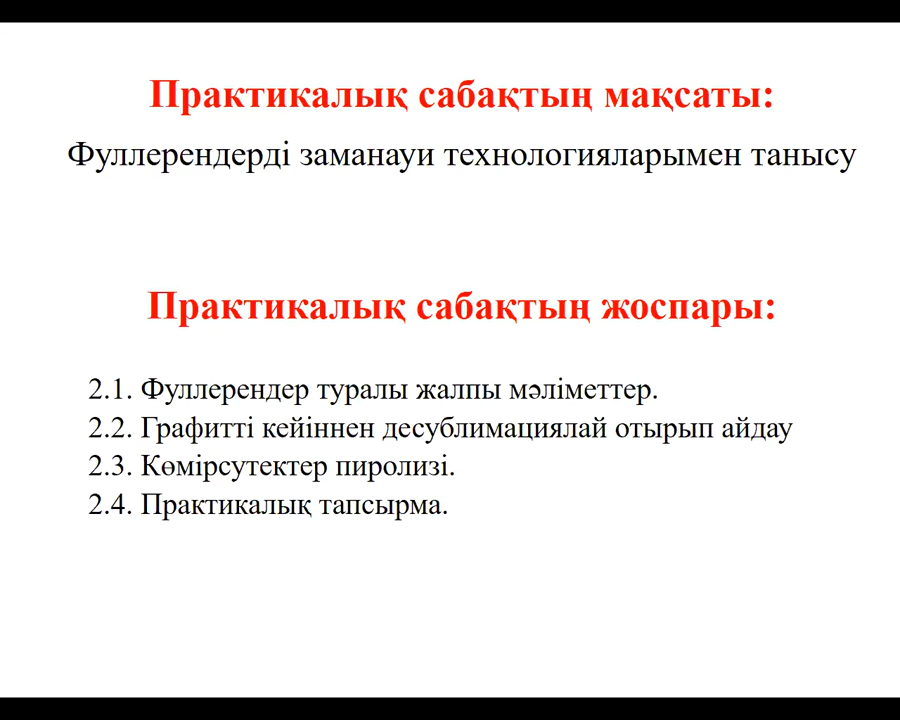 Практикалық сабақтың мақсаты:
Фуллерендерді заманауи технологияларымен танысу
Практикалық сабақтың жоспары:
2.1. Фуллерендер туралы жалпы мәліметтер.
2.2. Графитті кейіннен десублимациялай отырып айдау
2.3. Көмірсутектер пиролизі.
2.4. Практикалық тапсырма.